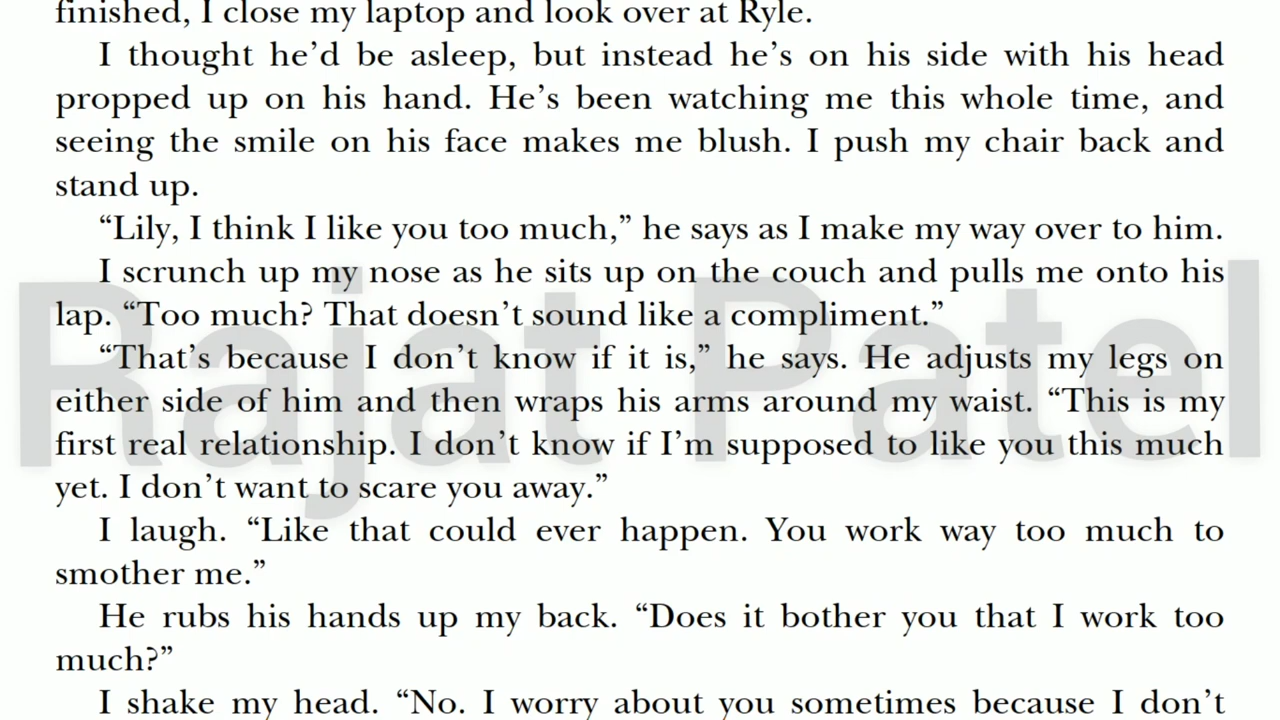 finished, I close my laptop and look over at Ryle.
I thought he’d be asleep, but instead he’s on his side with his head
propped up on his hand. He’s been watching me this whole time, and
seeing the smile on his face makes me blush. I push my chair back and
stand up.
“Lily, I think I like you too much,” he says as I make my way over to him.
I scrunch up my nose as he sits up on the couch and pulls me onto his
lap. “Too much? That doesn’t sound like a compliment.”
“That’s because I don’t know if it is,” he says. He adjusts my legs on
either side of him and then wraps his arms around my waist. “This is my
first real relationship. I don’t know if I’m supposed to like you this much
yet. I don’t want to scare you away.”
I laugh. “Like that could ever happen. You work way too much to
smother me.”
He rubs his hands up my back. “Does it bother you that I work too
much?”
I shake my head. “No. I worry about you sometimes because I don’t
Rajat Patel